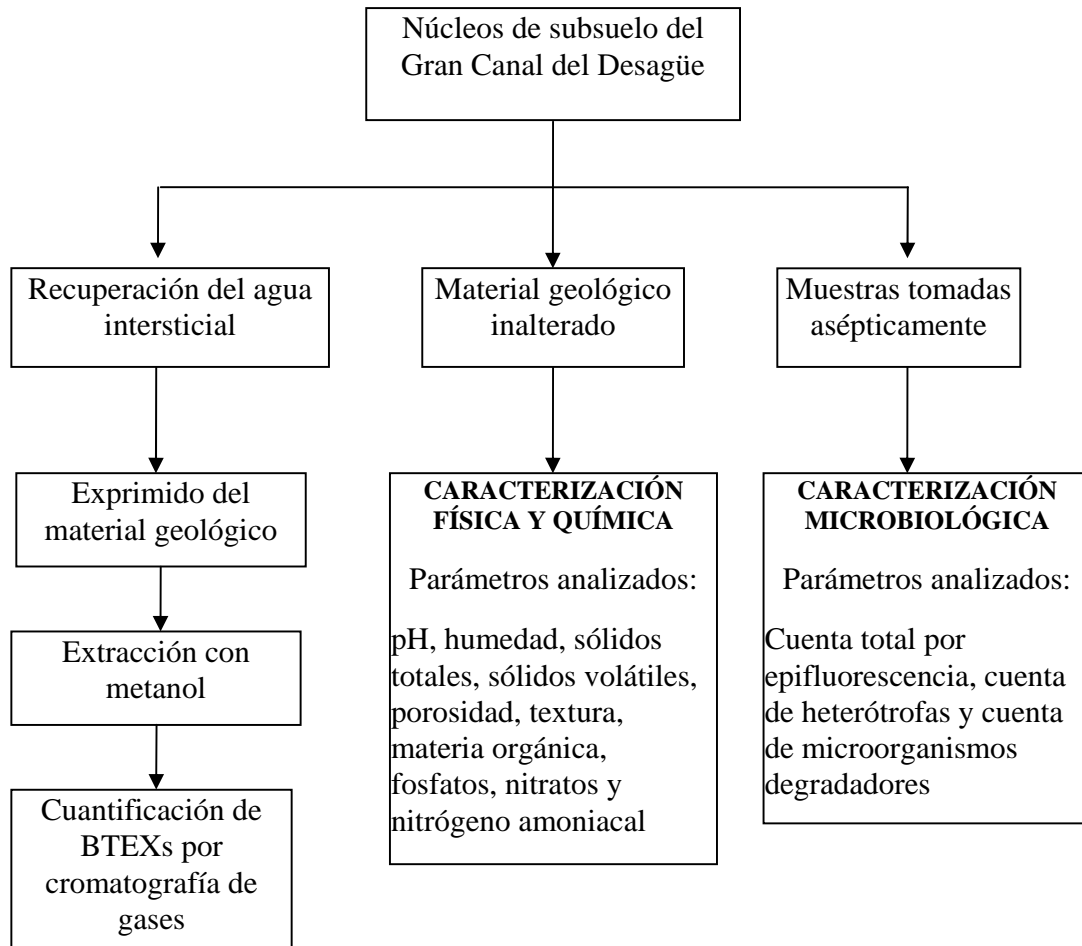 Núcleos de subsuelo del
Gran Canal del Desagüe
Recuperación del agua
intersticial
Material geológico
inalterado
Muestras tomadas
asépticamente
Exprimido del
material geológico
Extracción con
metanol
Cuantificación de
BTEXs por
cromatografía de
gases
CARACTERIZACIÓN
FÍSICA Y QUÍMICA
Parámetros analizados:
pH, humedad, sólidos
totales, sólidos volátiles,
porosidad, textura,
materia orgánica,
fosfatos, nitratos y
nitrógeno amoniacal
CARACTERIZACIÓN
MICROBIOLÓGICA
Parámetros analizados:
Cuenta total por
epifluorescencia, cuenta
de heterótrofas y cuenta
de microorganismos
degradadores